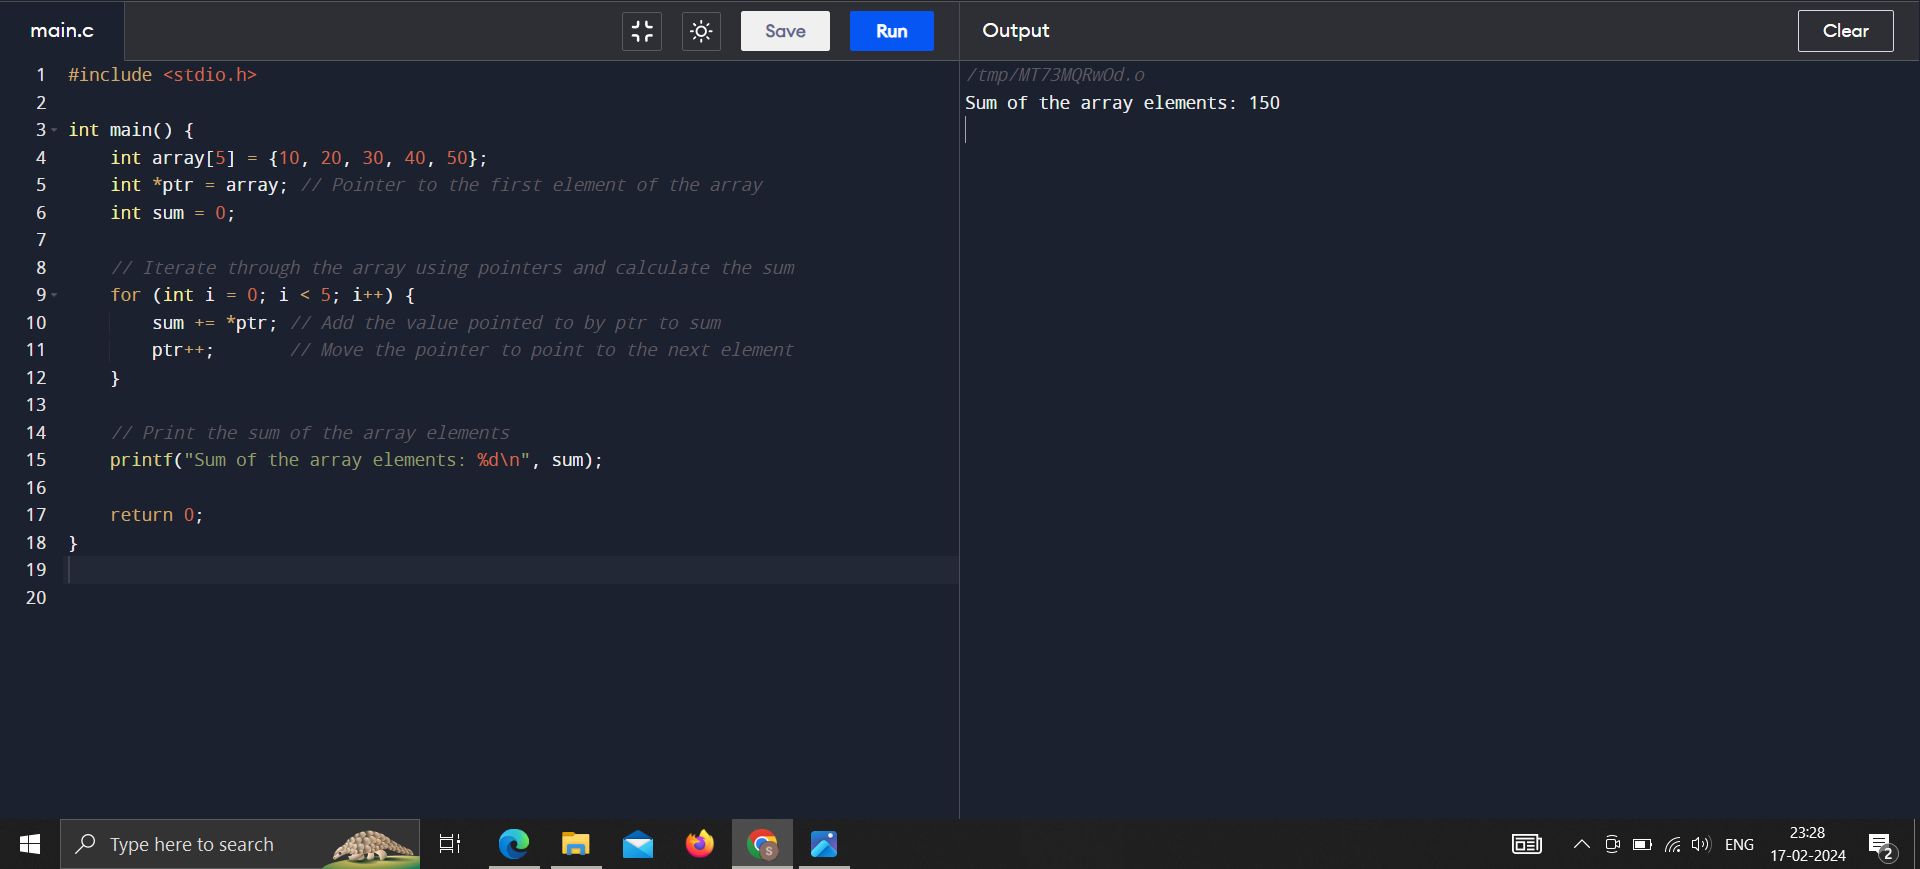 main.c
Save
Run
Output
Clear
1 #include <stdio.h>
2
3 int main() {
4     int array[5] = {10, 20, 30, 40, 50};
5     int *ptr = array; // Pointer to the first element of the array
6     int sum = 0;
7
8     // Iterate through the array using pointers and calculate the sum
9     for (int i = 0; i < 5; i++) {
10         sum += *ptr; // Add the value pointed to by ptr to sum
11         ptr++;       // Move the pointer to point to the next element
12     }
13
14     // Print the sum of the array elements
15     printf("Sum of the array elements: %d\n", sum);
16
17     return 0;
18 }
19
20
/tmp/MT73MQRwOd.o
Sum of the array elements: 150
Type here to search
S
ENG
23:28
17-02-2024
2